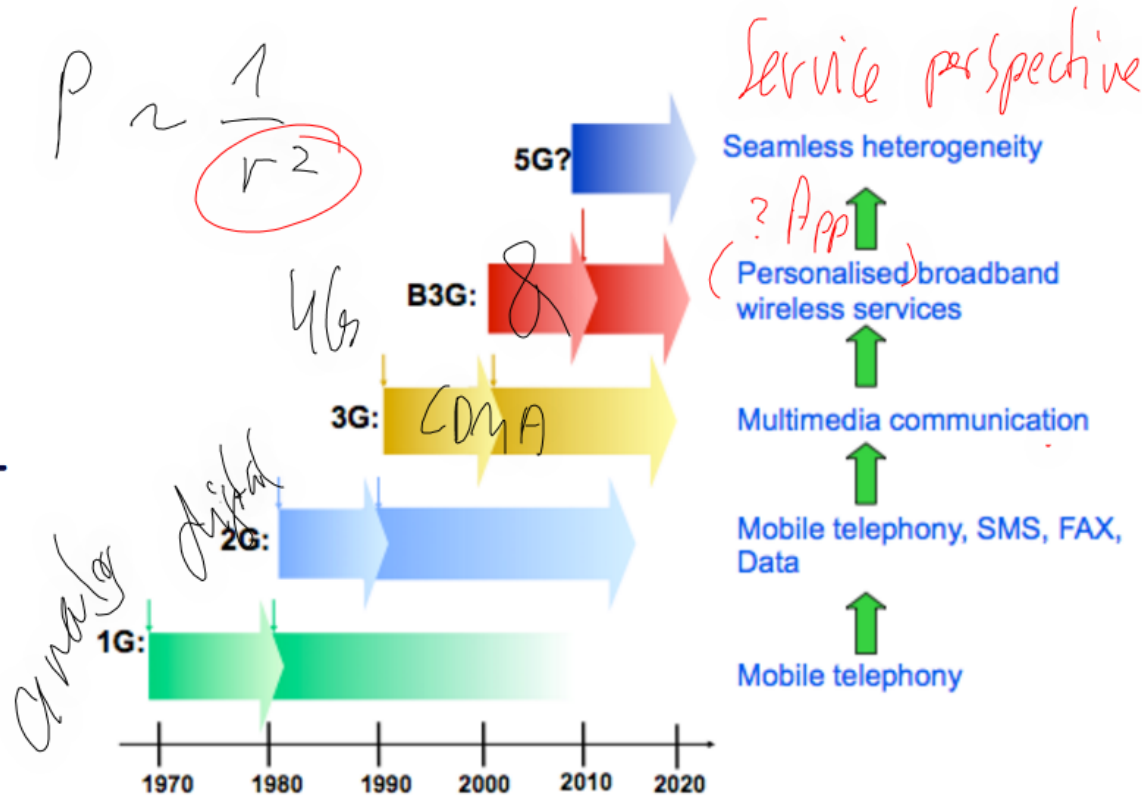 Service perspective
P ~ 1
r²
5G?
Seamless heterogeneity
? App
4G
B3G:
(Personalised) broadband
wireless services
3G:
CDMA
Multimedia communication
digital
2G:
Mobile telephony, SMS, FAX,
Data
analog
1G:
Mobile telephony
1970 1980 1990 2000 2010 2020